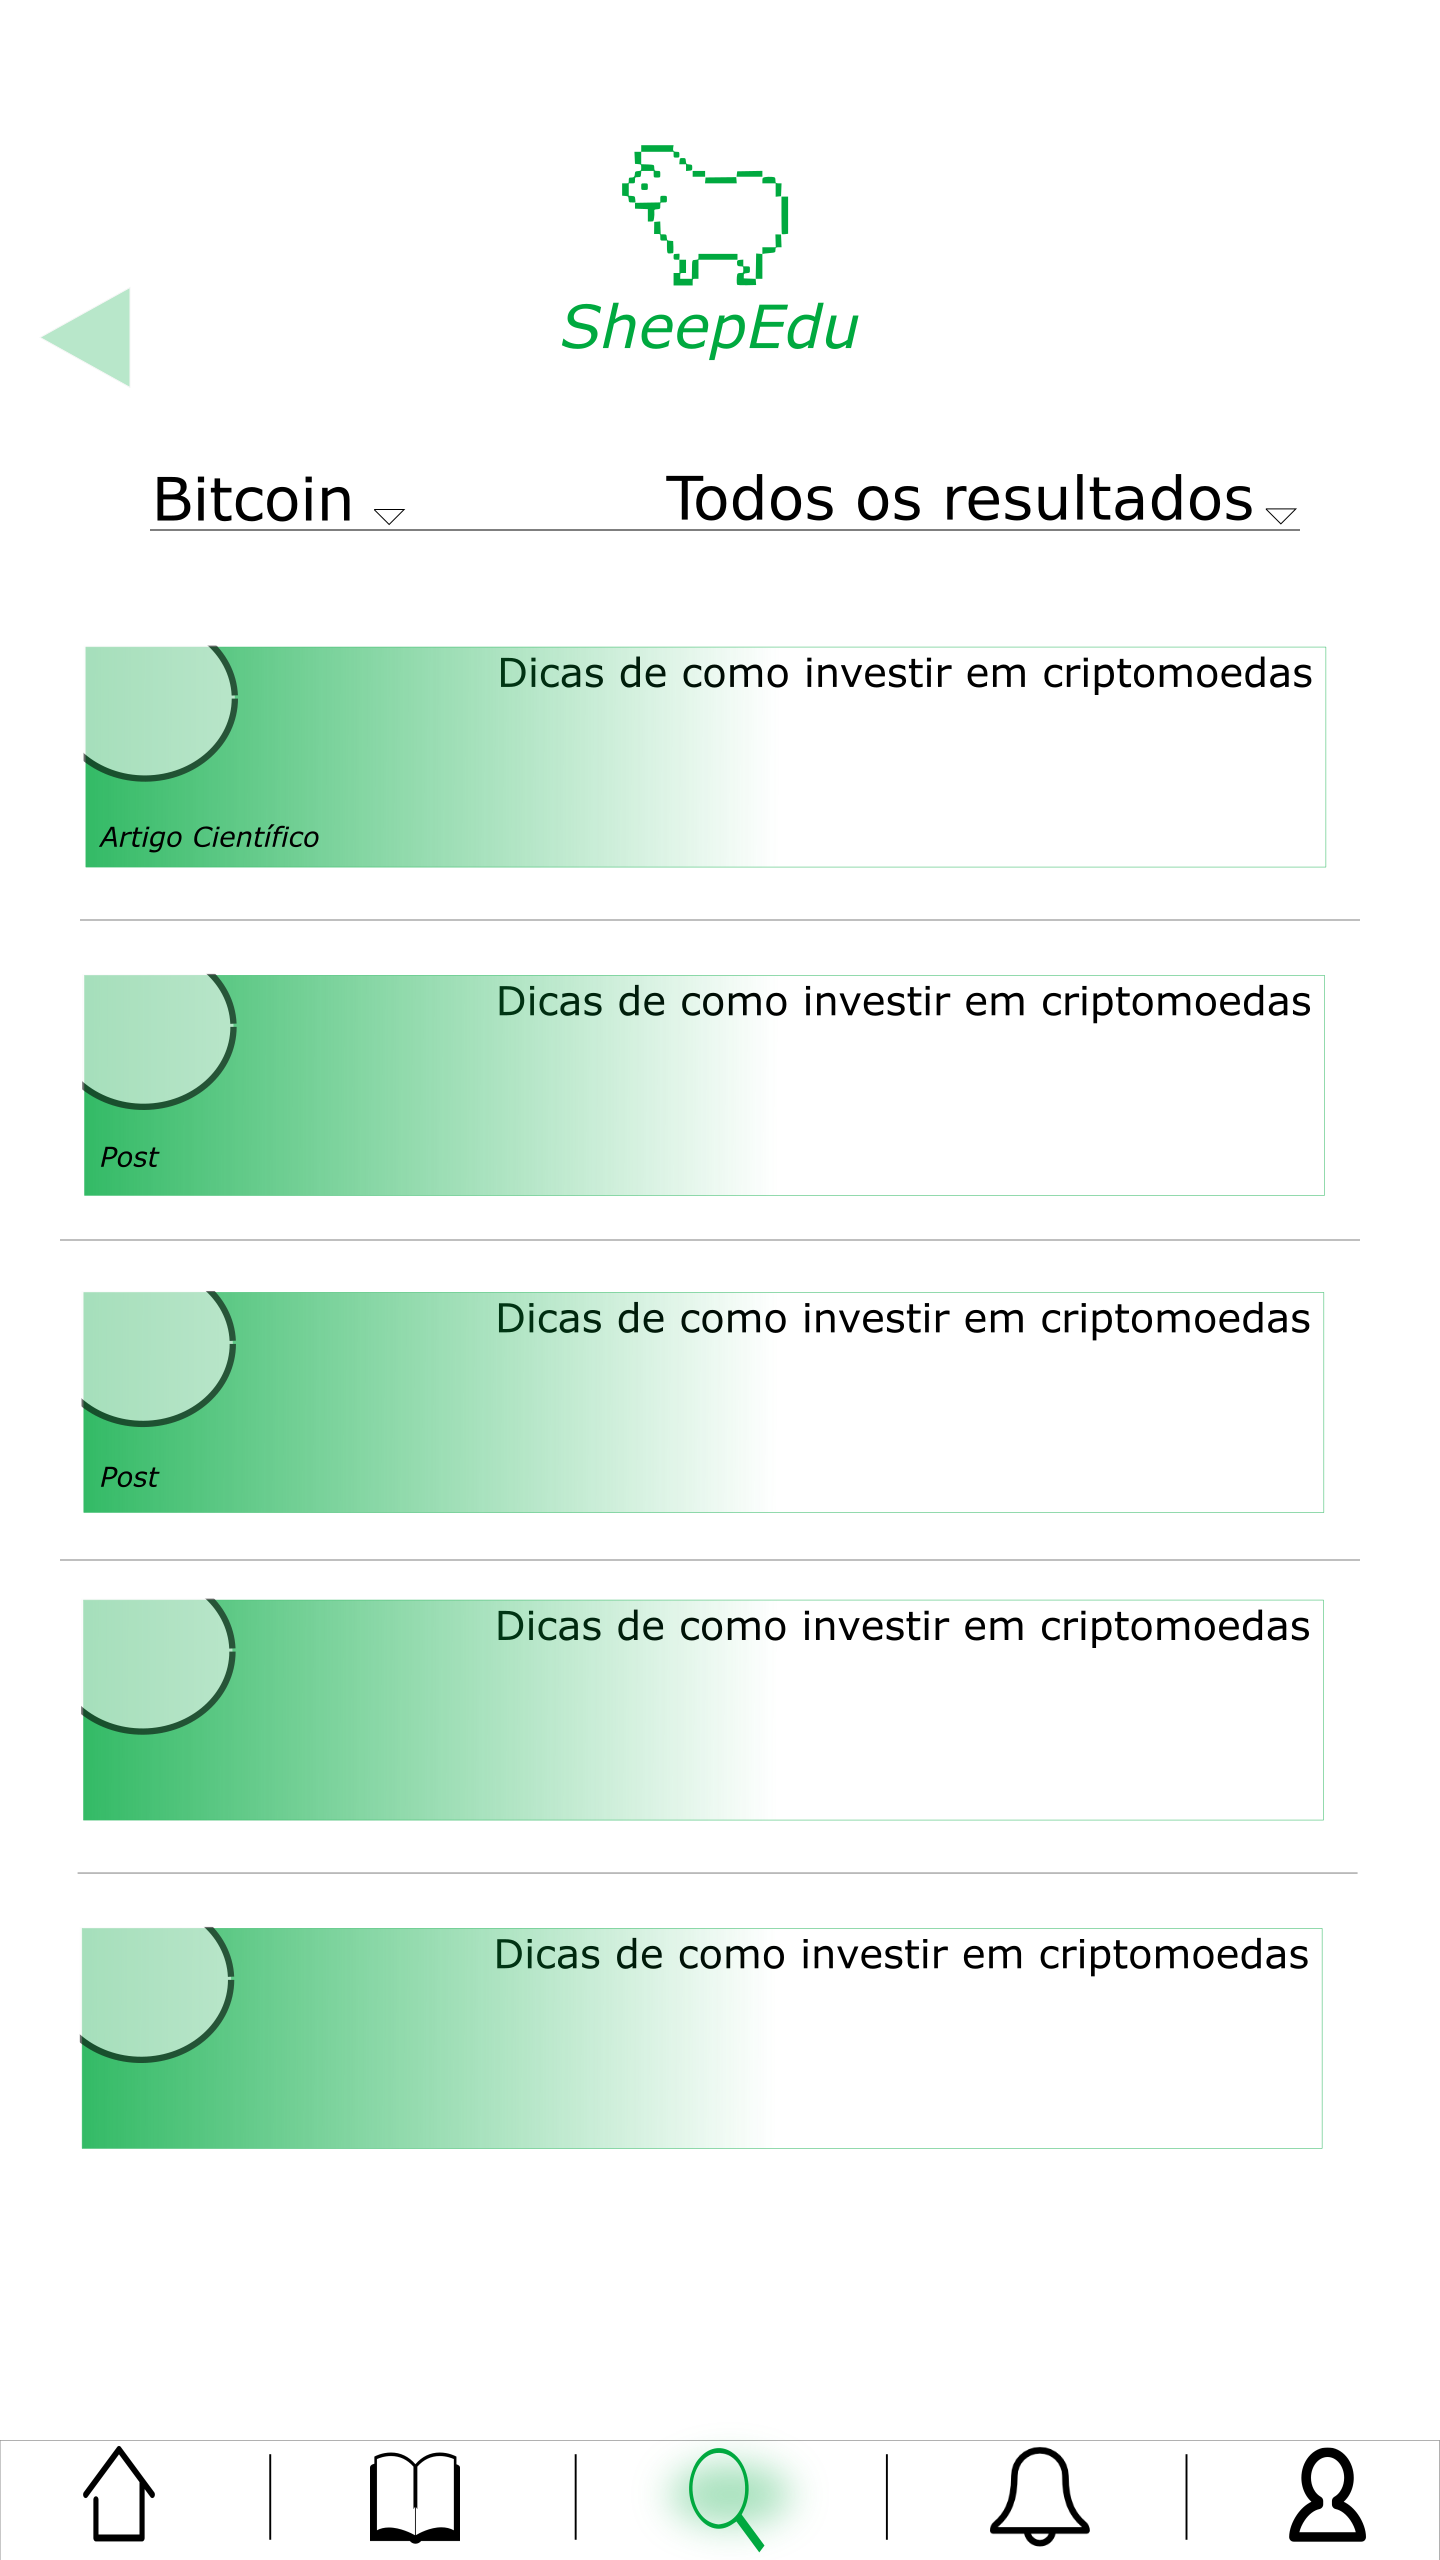 SheepEdu
Bitcoin
Todos os resultados
Dicas de como investir em criptomoedas
Artigo Científico
Dicas de como investir em criptomoedas
Post
Dicas de como investir em criptomoedas
Post
Dicas de como investir em criptomoedas
Dicas de como investir em criptomoedas